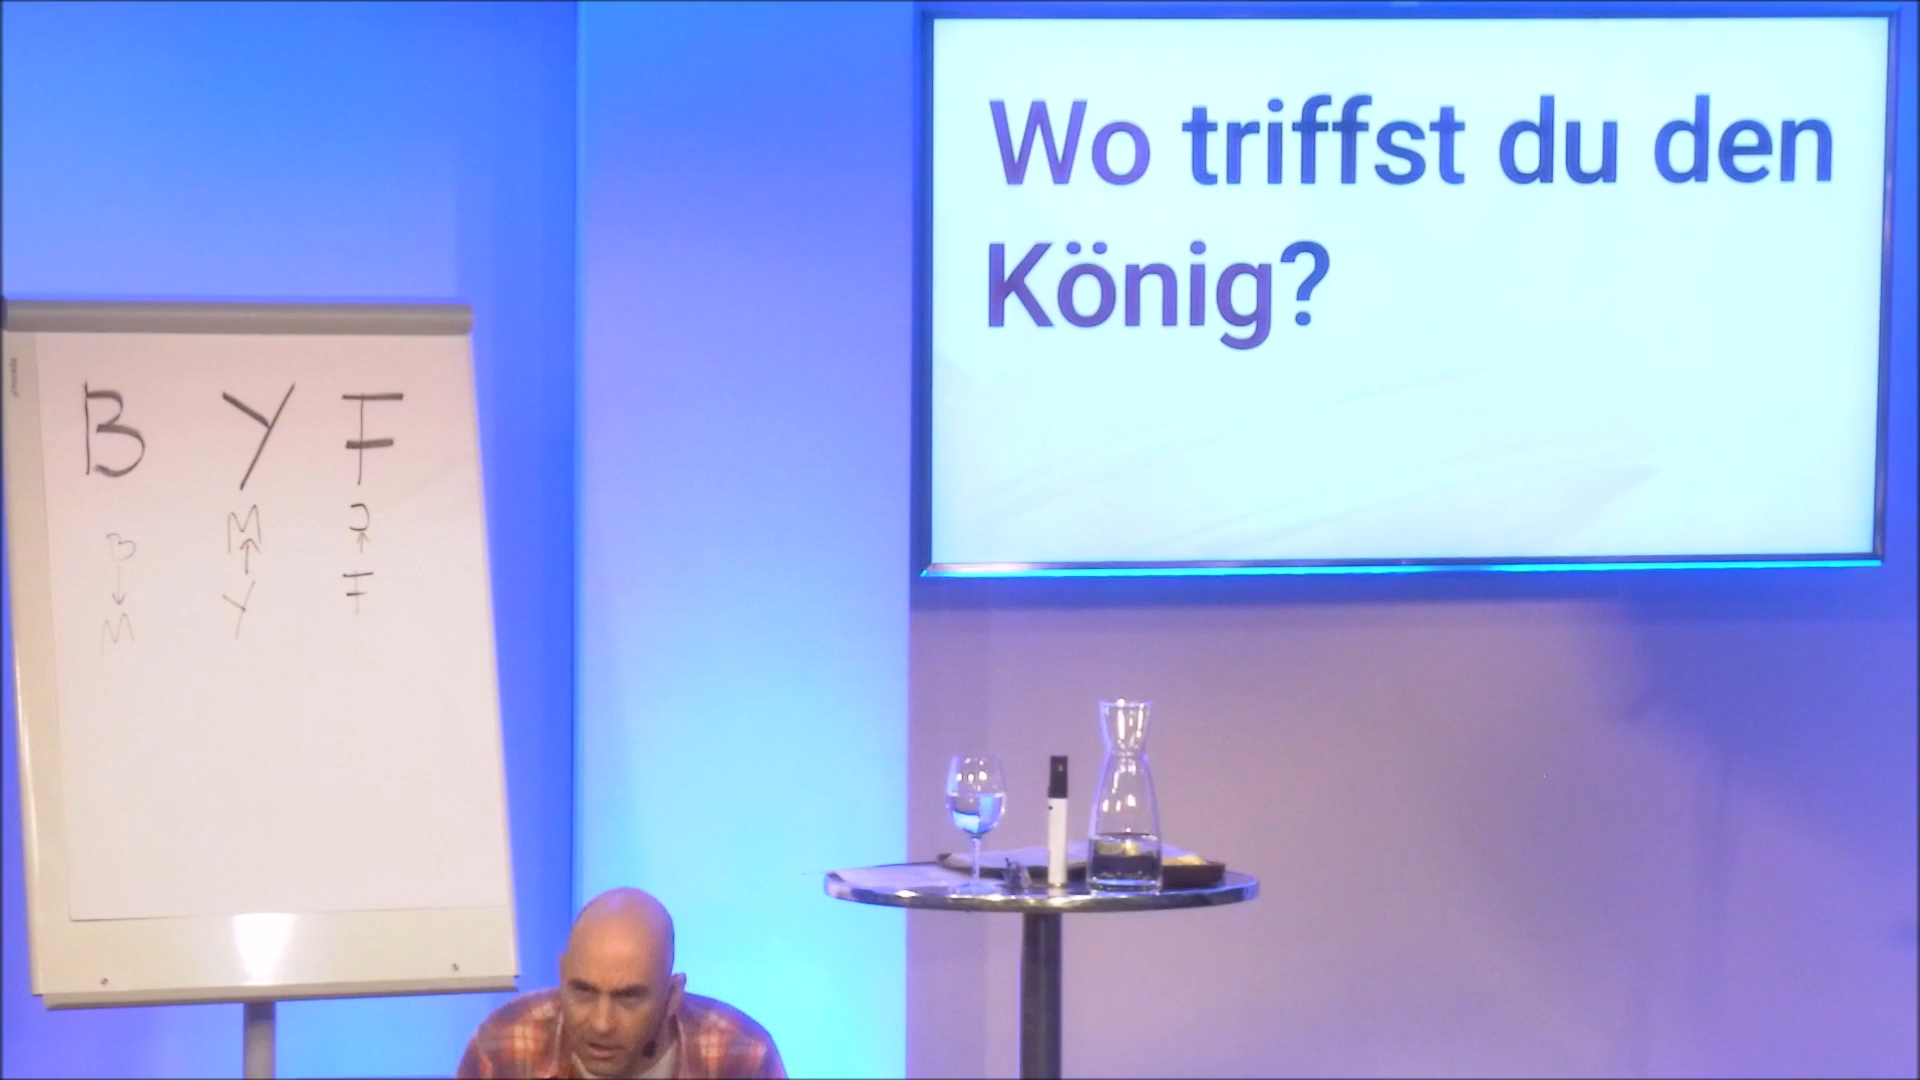 Wo triffst du den
König?
B Y F
B M J
M Y F